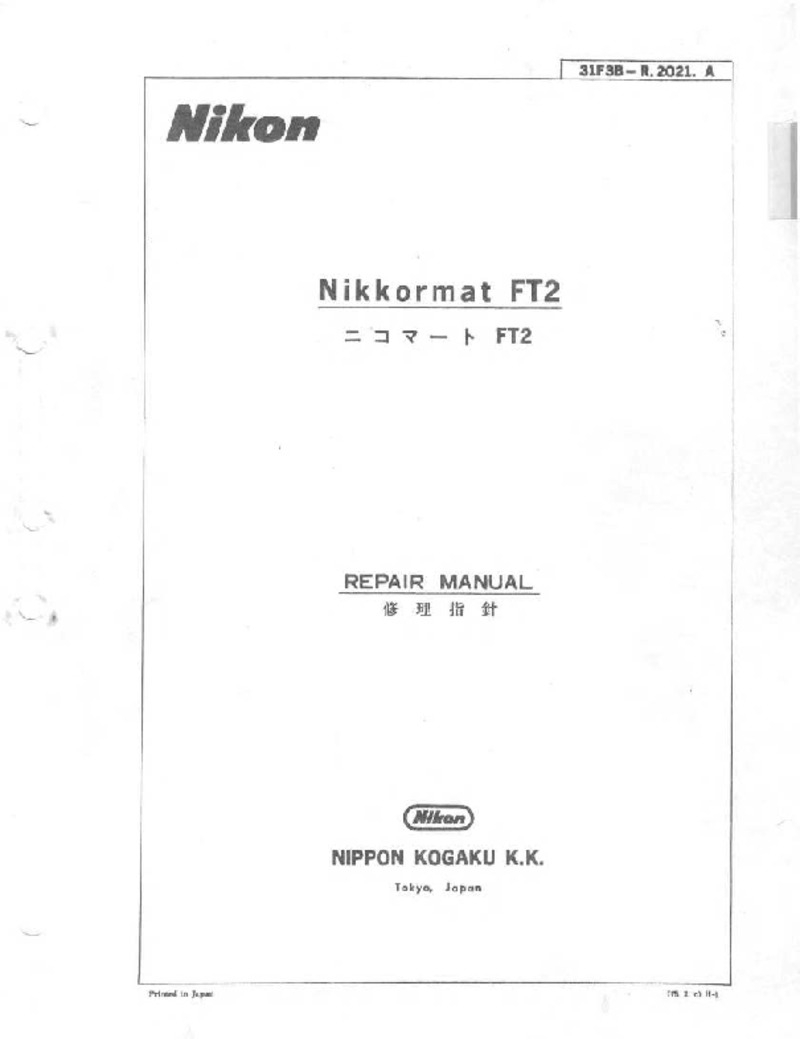 31F3B－R.2021. A
Nikon
Nikkormat FT2
ニコマート FT2
REPAIR MANUAL
修理指針
Nikon
NIPPON KOGAKU K.K.
Tokyo, Japan
Printed in Japan